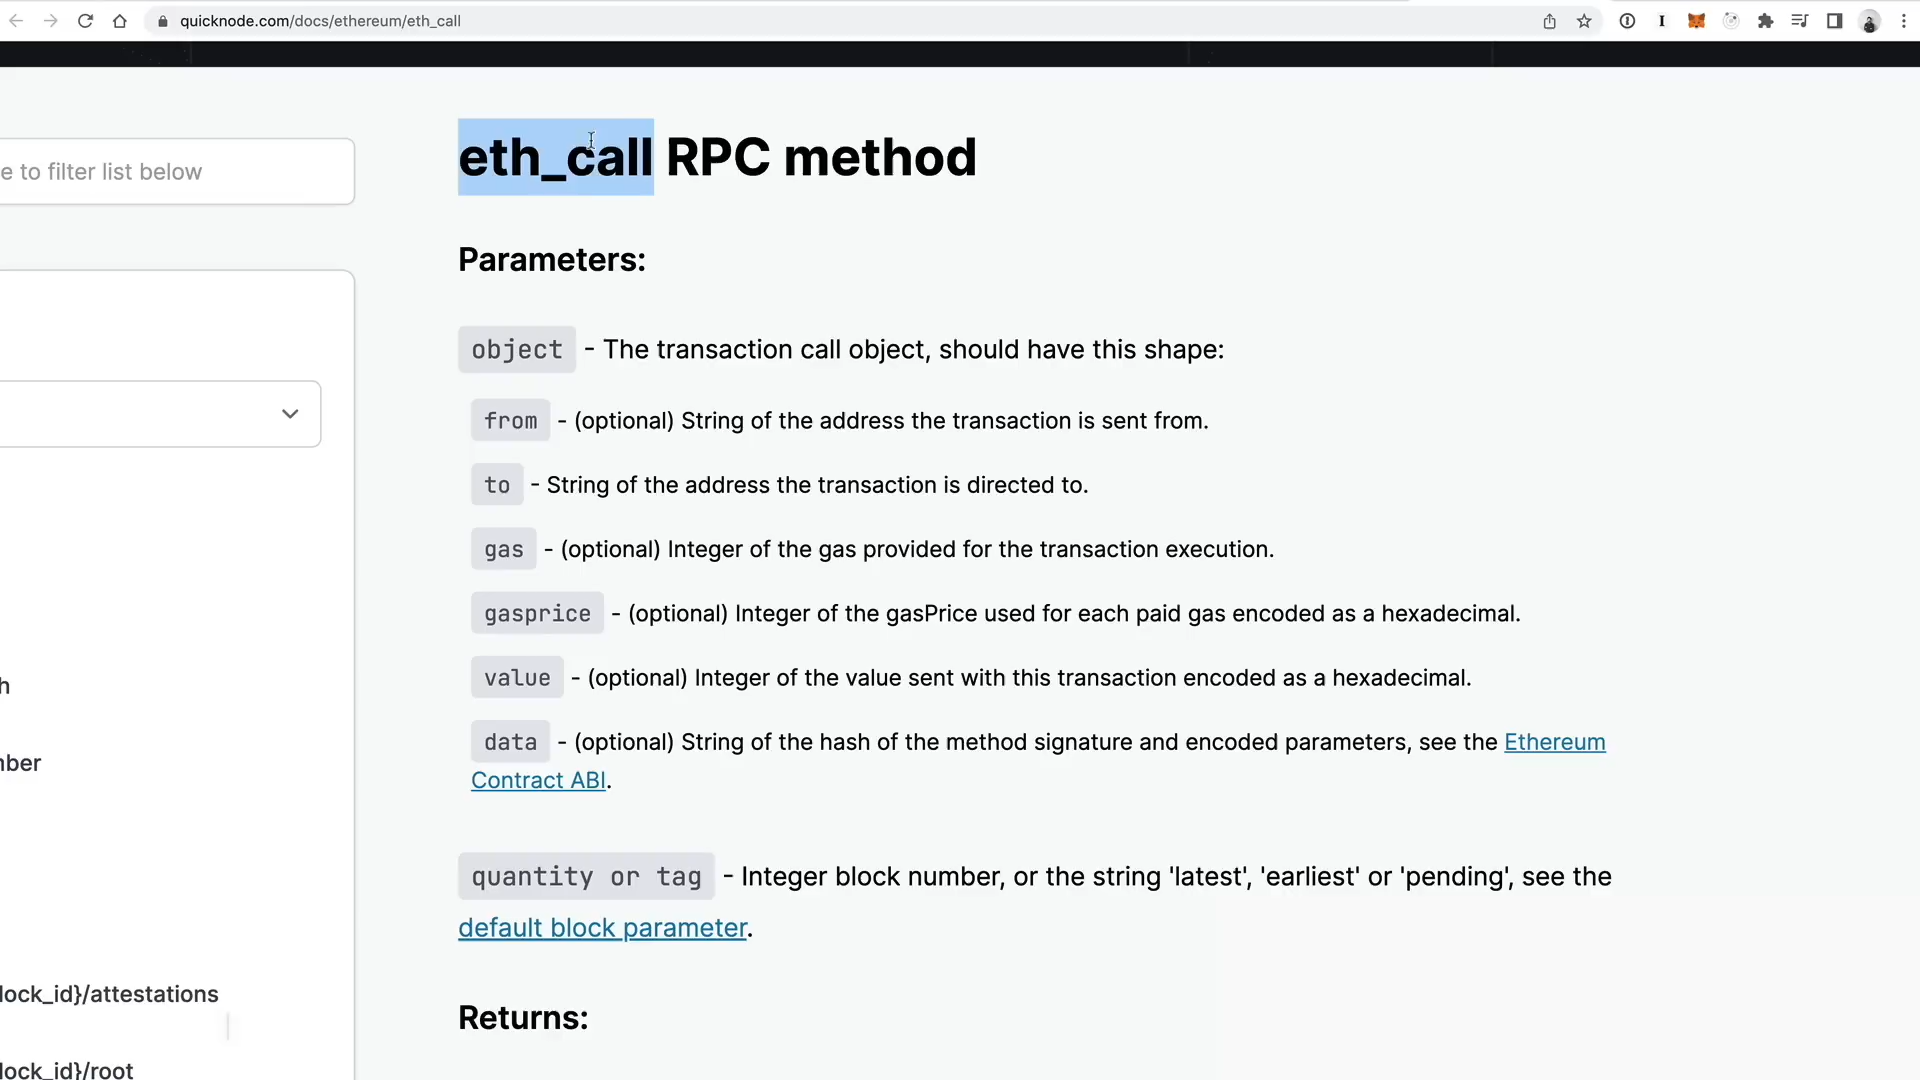 quicknode.com/docs/ethereum/eth_call
eth_call RPC method
e to filter list below
Parameters:
object - The transaction call object, should have this shape:
from - (optional) String of the address the transaction is sent from.
to - String of the address the transaction is directed to.
gas - (optional) Integer of the gas provided for the transaction execution.
gasprice - (optional) Integer of the gasPrice used for each paid gas encoded as a hexadecimal.
value - (optional) Integer of the value sent with this transaction encoded as a hexadecimal.
h
data - (optional) String of the hash of the method signature and encoded parameters, see the Ethereum
Contract ABI.
nber
quantity or tag - Integer block number, or the string 'latest', 'earliest' or 'pending', see the
default block parameter.
lock_id}/attestations
Returns:
lock_id}/root